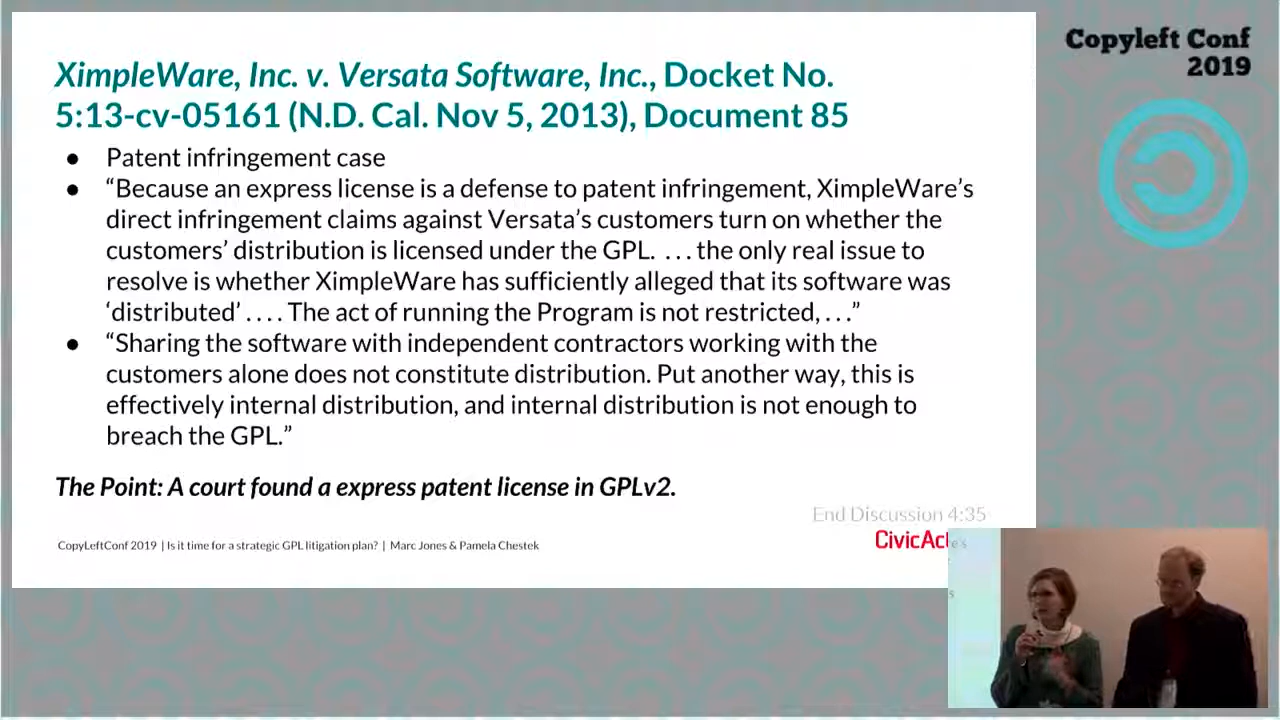 Copyleft Conf
2019
XimpleWare, Inc. v. Versata Software, Inc., Docket No.
5:13-cv-05161 (N.D. Cal. Nov 5, 2013), Document 85
● Patent infringement case
● “Because an express license is a defense to patent infringement, XimpleWare’s
direct infringement claims against Versata’s customers turn on whether the
customers’ distribution is licensed under the GPL. . . . the only real issue to
resolve is whether XimpleWare has sufficiently alleged that its software was
‘distributed’ . . . . The act of running the Program is not restricted, . . .”
● “Sharing the software with independent contractors working with the
customers alone does not constitute distribution. Put another way, this is
effectively internal distribution, and internal distribution is not enough to
breach the GPL.”
The Point: A court found a express patent license in GPLv2.
End Discussion 4:35
CopyLeftConf 2019 | Is it time for a strategic GPL litigation plan? | Marc Jones & Pamela Chestek
CivicAct